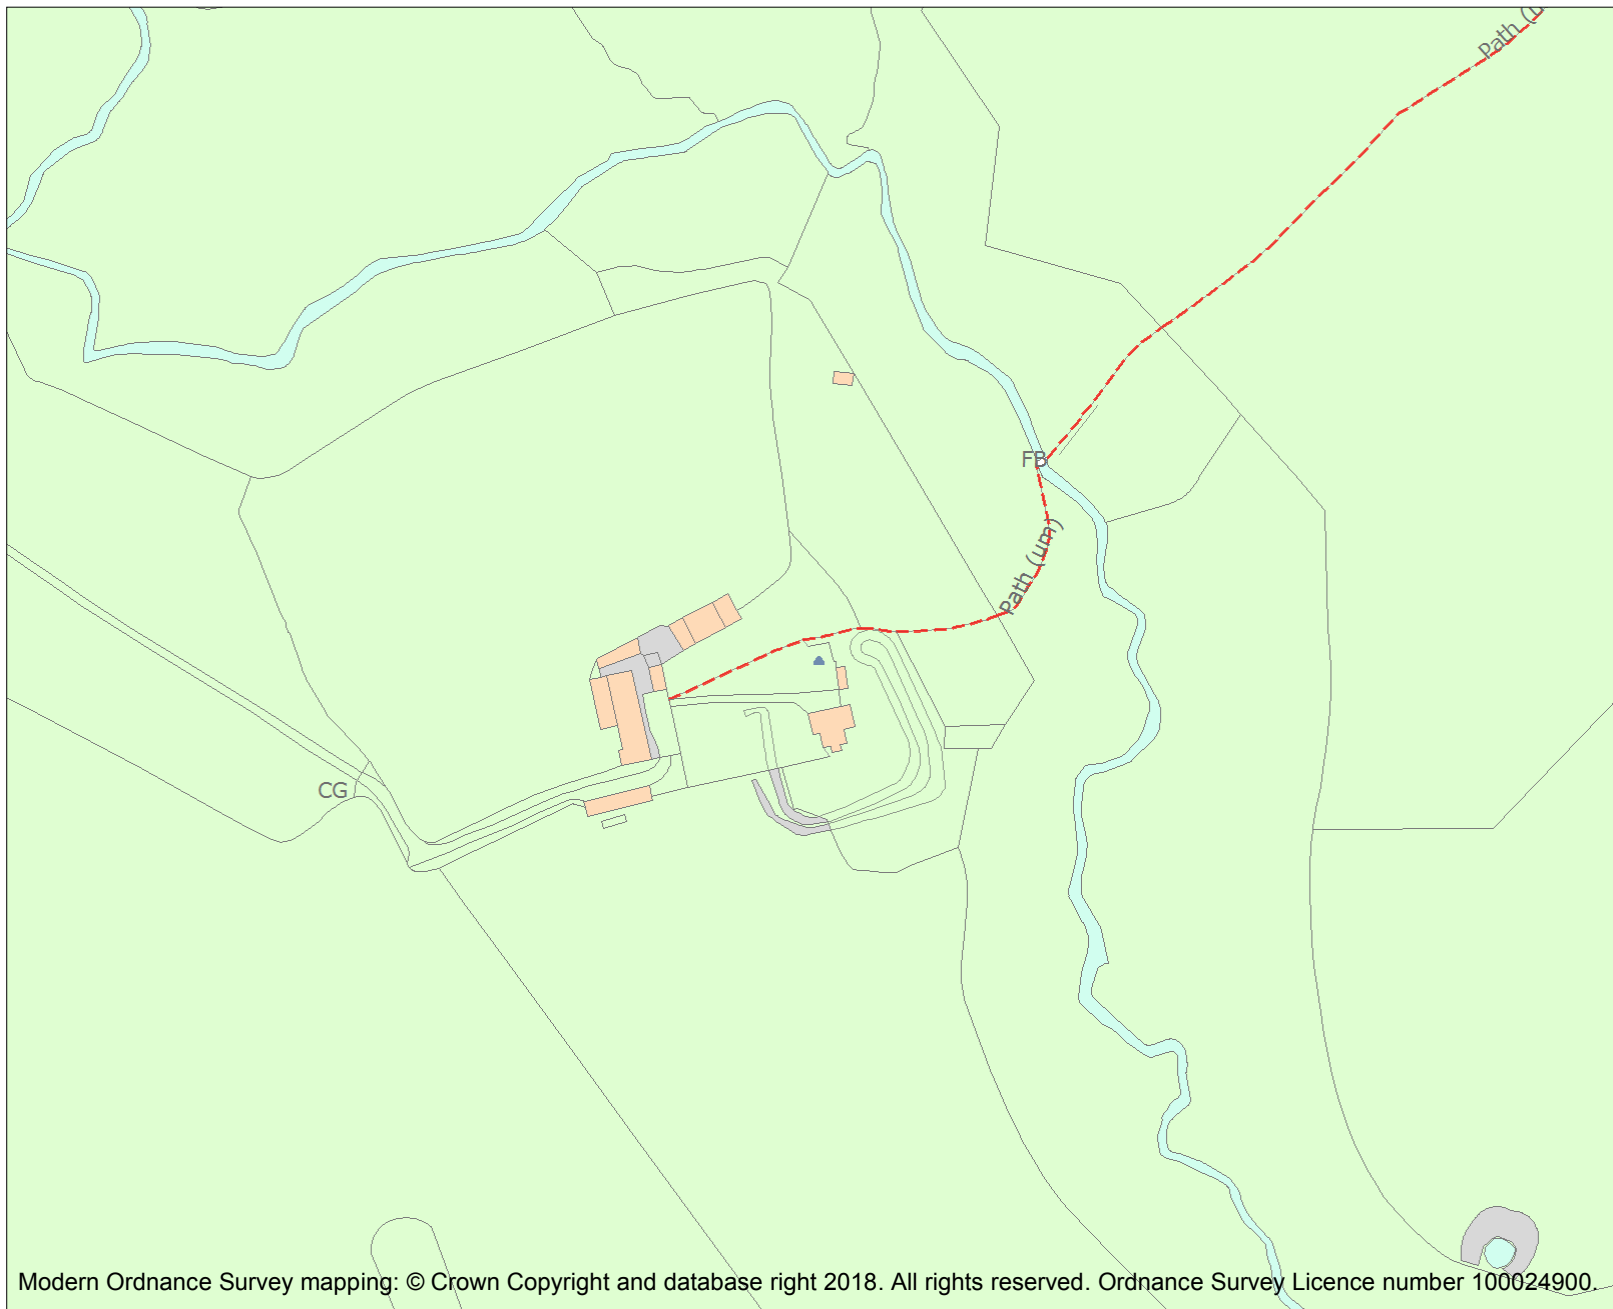 Path (u
FB
Path (um)
CG
Modern Ordnance Survey mapping: © Crown Copyright and database right 2018. All rights reserved. Ordnance Survey Licence number 100024900.